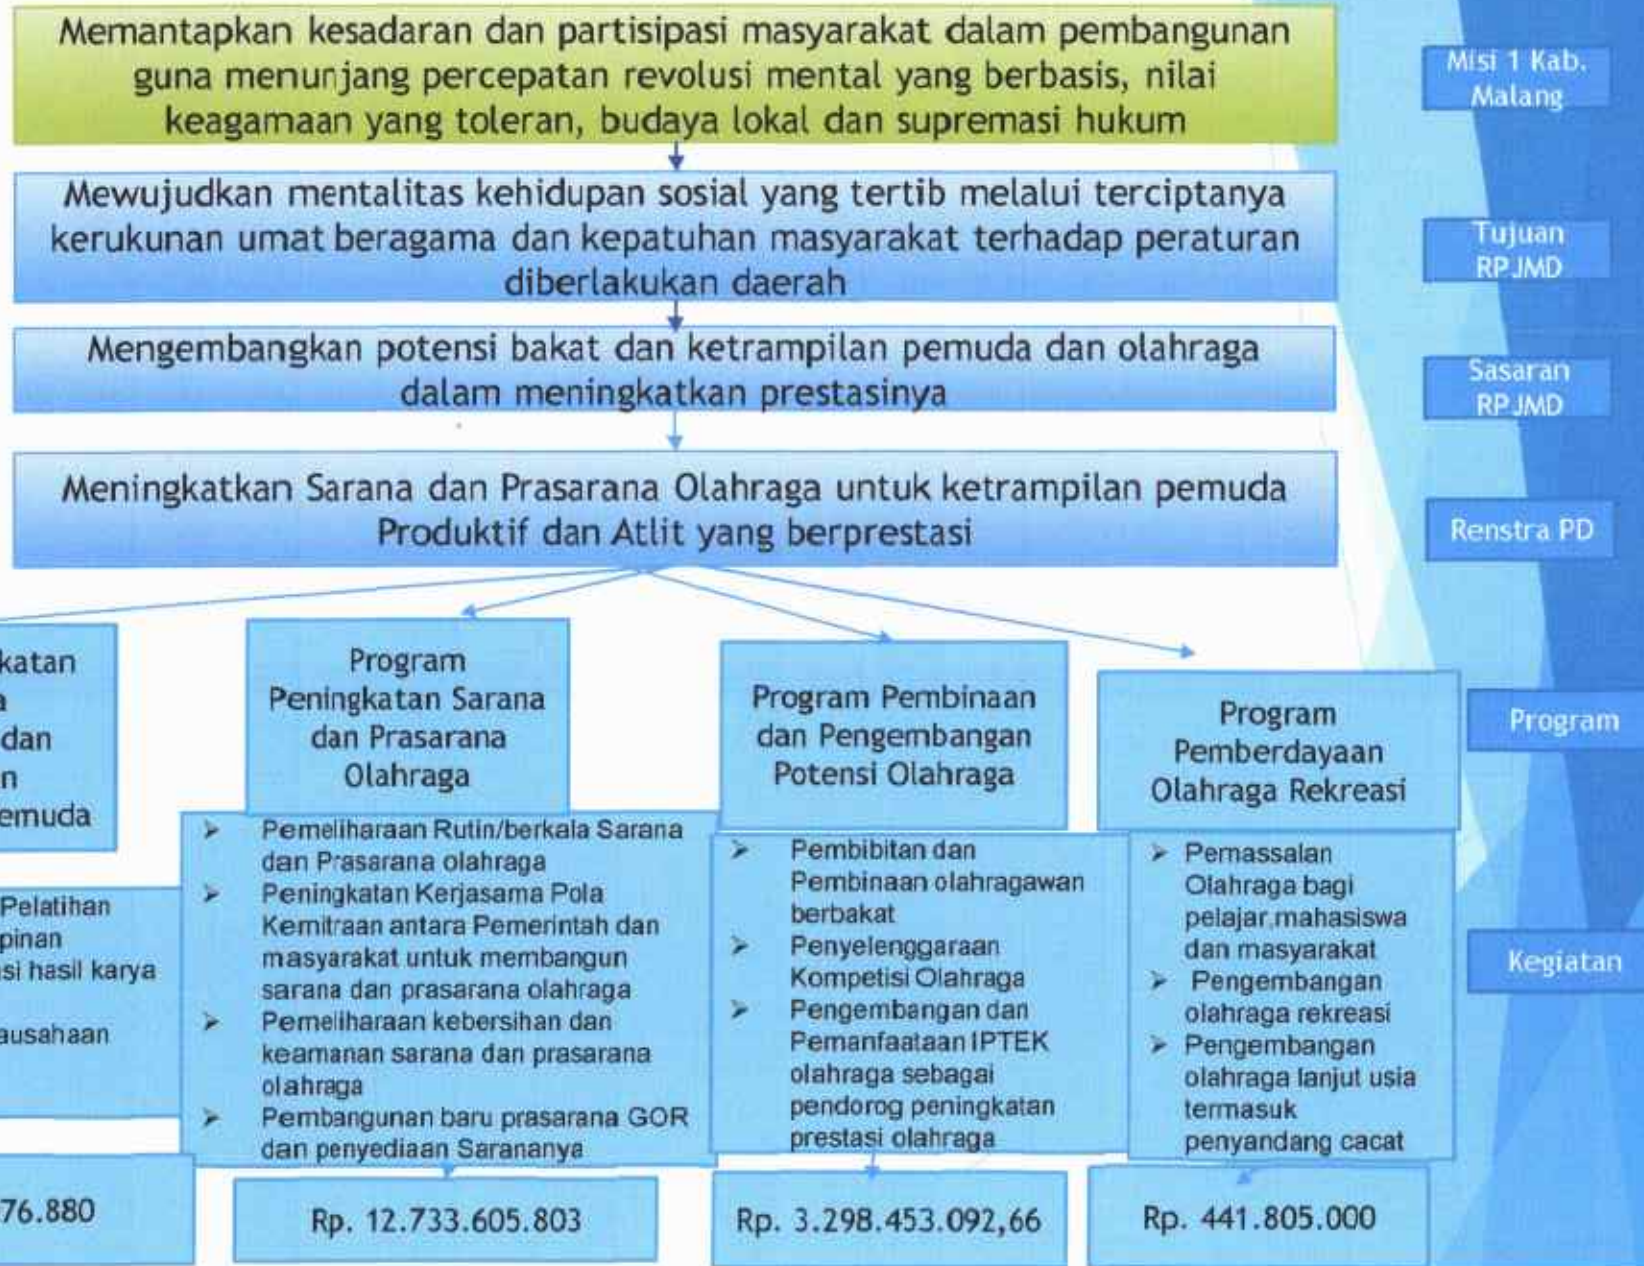 Memantapkan kesadaran dan partisipasi masyarakat dalam pembangunan
guna menunjang percepatan revolusi mental yang berbasis, nilai
keagamaan yang toleran, budaya lokal dan supremasi hukum
Misi 1 Kab.
Malang
Mewujudkan mentalitas kehidupan sosial yang tertib melalui terciptanya
kerukunan umat beragama dan kepatuhan masyarakat terhadap peraturan
diberlakukan daerah
Tujuan
RPJMD
Mengembangkan potensi bakat dan ketrampilan pemuda dan olahraga
dalam meningkatkan prestasinya
Sasaran
RPJMD
Meningkatkan Sarana dan Prasarana Olahraga untuk ketrampilan pemuda
Produktif dan Atlit yang berprestasi
Renstra PD
katan
a
dan
n
emuda
Program
Peningkatan Sarana
dan Prasarana
Olahraga
Program Pembinaan
dan Pengembangan
Potensi Olahraga
Program
Pemberdayaan
Olahraga Rekreasi
Program
Pelatihan
pinan
si hasil karya
ausahaan
➢ Pemeliharaan Rutin/berkala Sarana
dan Prasarana olahraga
➢ Peningkatan Kerjasama Pola
Kemitraan antara Pemerintah dan
masyarakat untuk membangun
sarana dan prasarana olahraga
➢ Pemeliharaan kebersihan dan
keamanan sarana dan prasarana
olahraga
➢ Pembangunan baru prasarana GOR
dan penyediaan Sarananya
➢ Pembibitan dan
Pembinaan olahragawan
berbakat
➢ Penyelenggaraan
Kompetisi Olahraga
➢ Pengembangan dan
Pemanfaataan IPTEK
olahraga sebagai
pendorog peningkatan
prestasi olahraga
➢ Pemassalan
Olahraga bagi
pelajar,mahasiswa
dan masyarakat
➢ Pengembangan
olahraga rekreasi
➢ Pengembangan
olahraga lanjut usia
termasuk
penyandang cacat
Kegiatan
76.880
Rp. 12.733.605.803
Rp. 3.298.453.092,66
Rp. 441.805.000